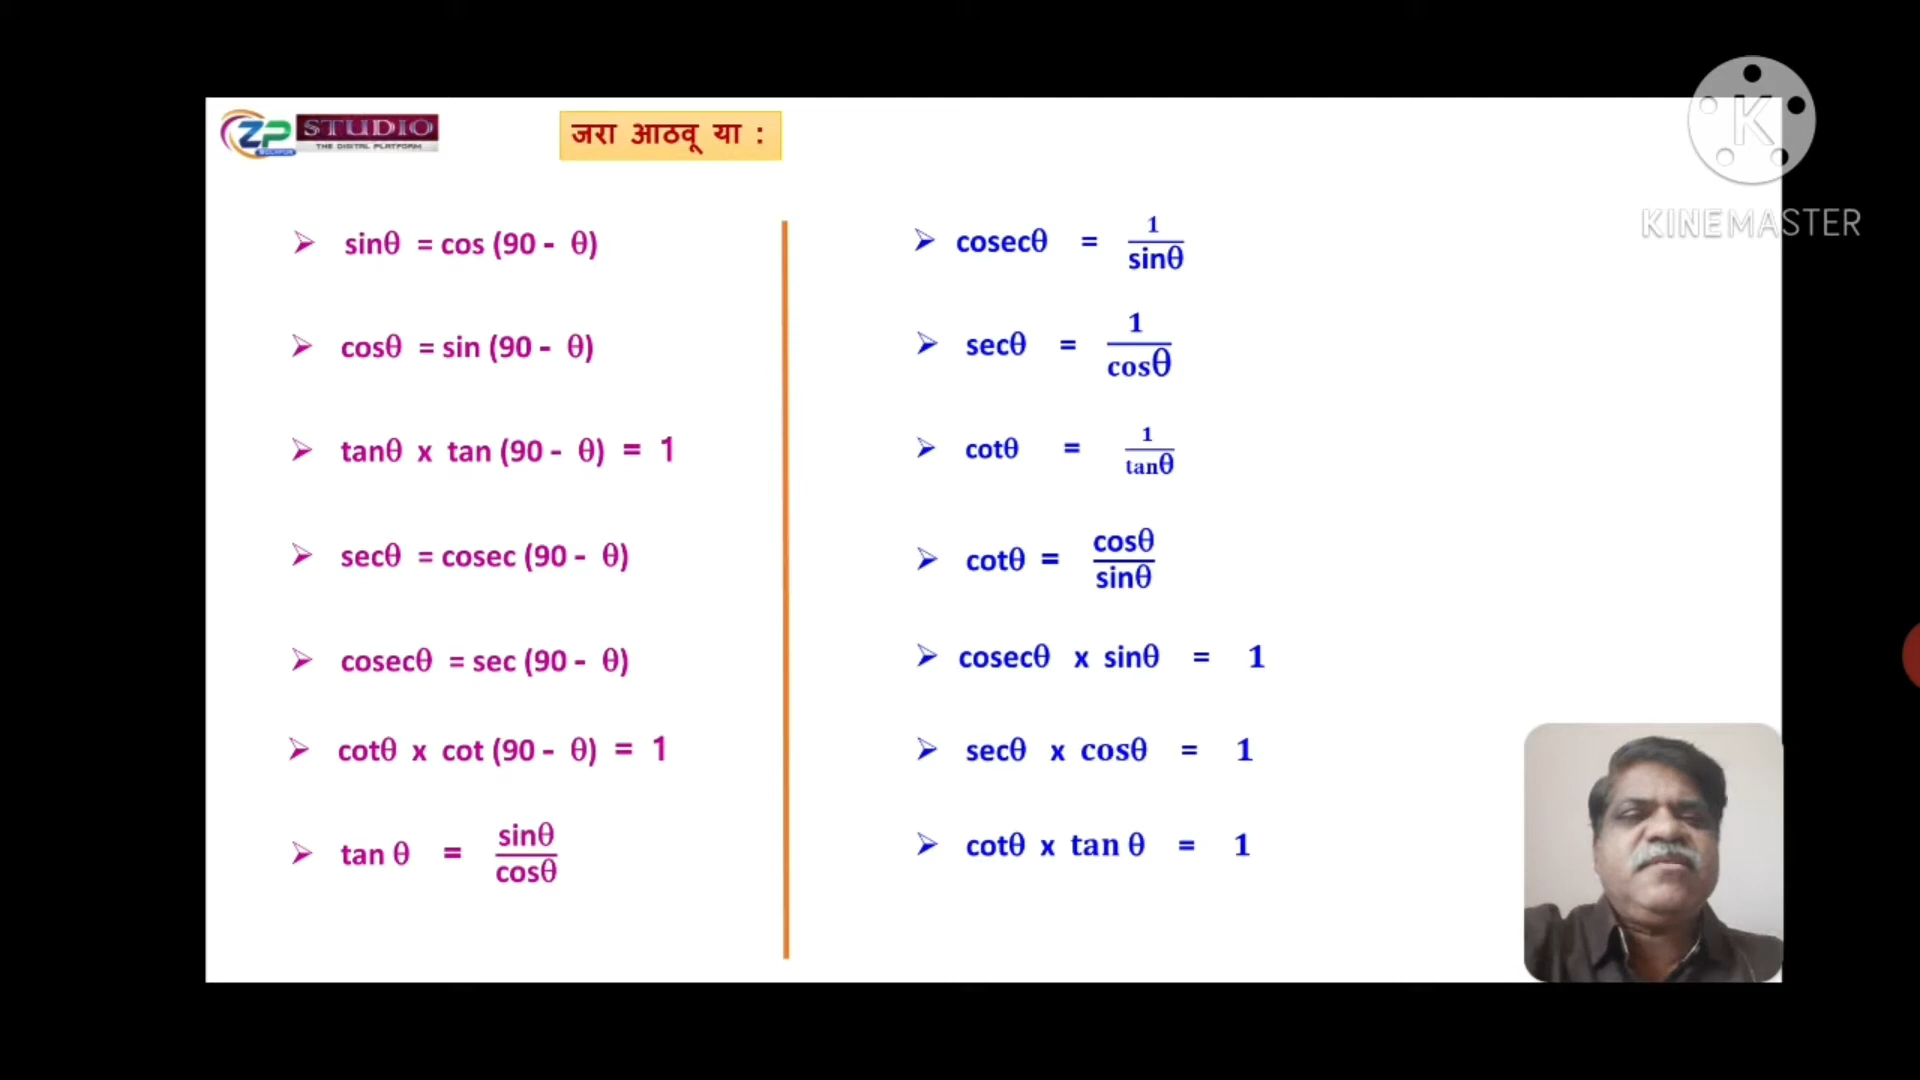 ZP STUDIO
THE DIGITAL PLATFORM
जरा आठवू या :
K
KINEMASTER
➢ sinθ = cos (90 - θ)
➢ cosθ = sin (90 - θ)
➢ tanθ x tan (90 - θ) = 1
➢ secθ = cosec (90 - θ)
➢ cosecθ = sec (90 - θ)
➢ cotθ x cot (90 - θ) = 1
➢ tan θ = sinθ/cosθ
➢ cosecθ = 1/sinθ
➢ secθ = 1/cosθ
➢ cotθ = 1/tanθ
➢ cotθ = cosθ/sinθ
➢ cosecθ x sinθ = 1
➢ secθ x cosθ = 1
➢ cotθ x tan θ = 1